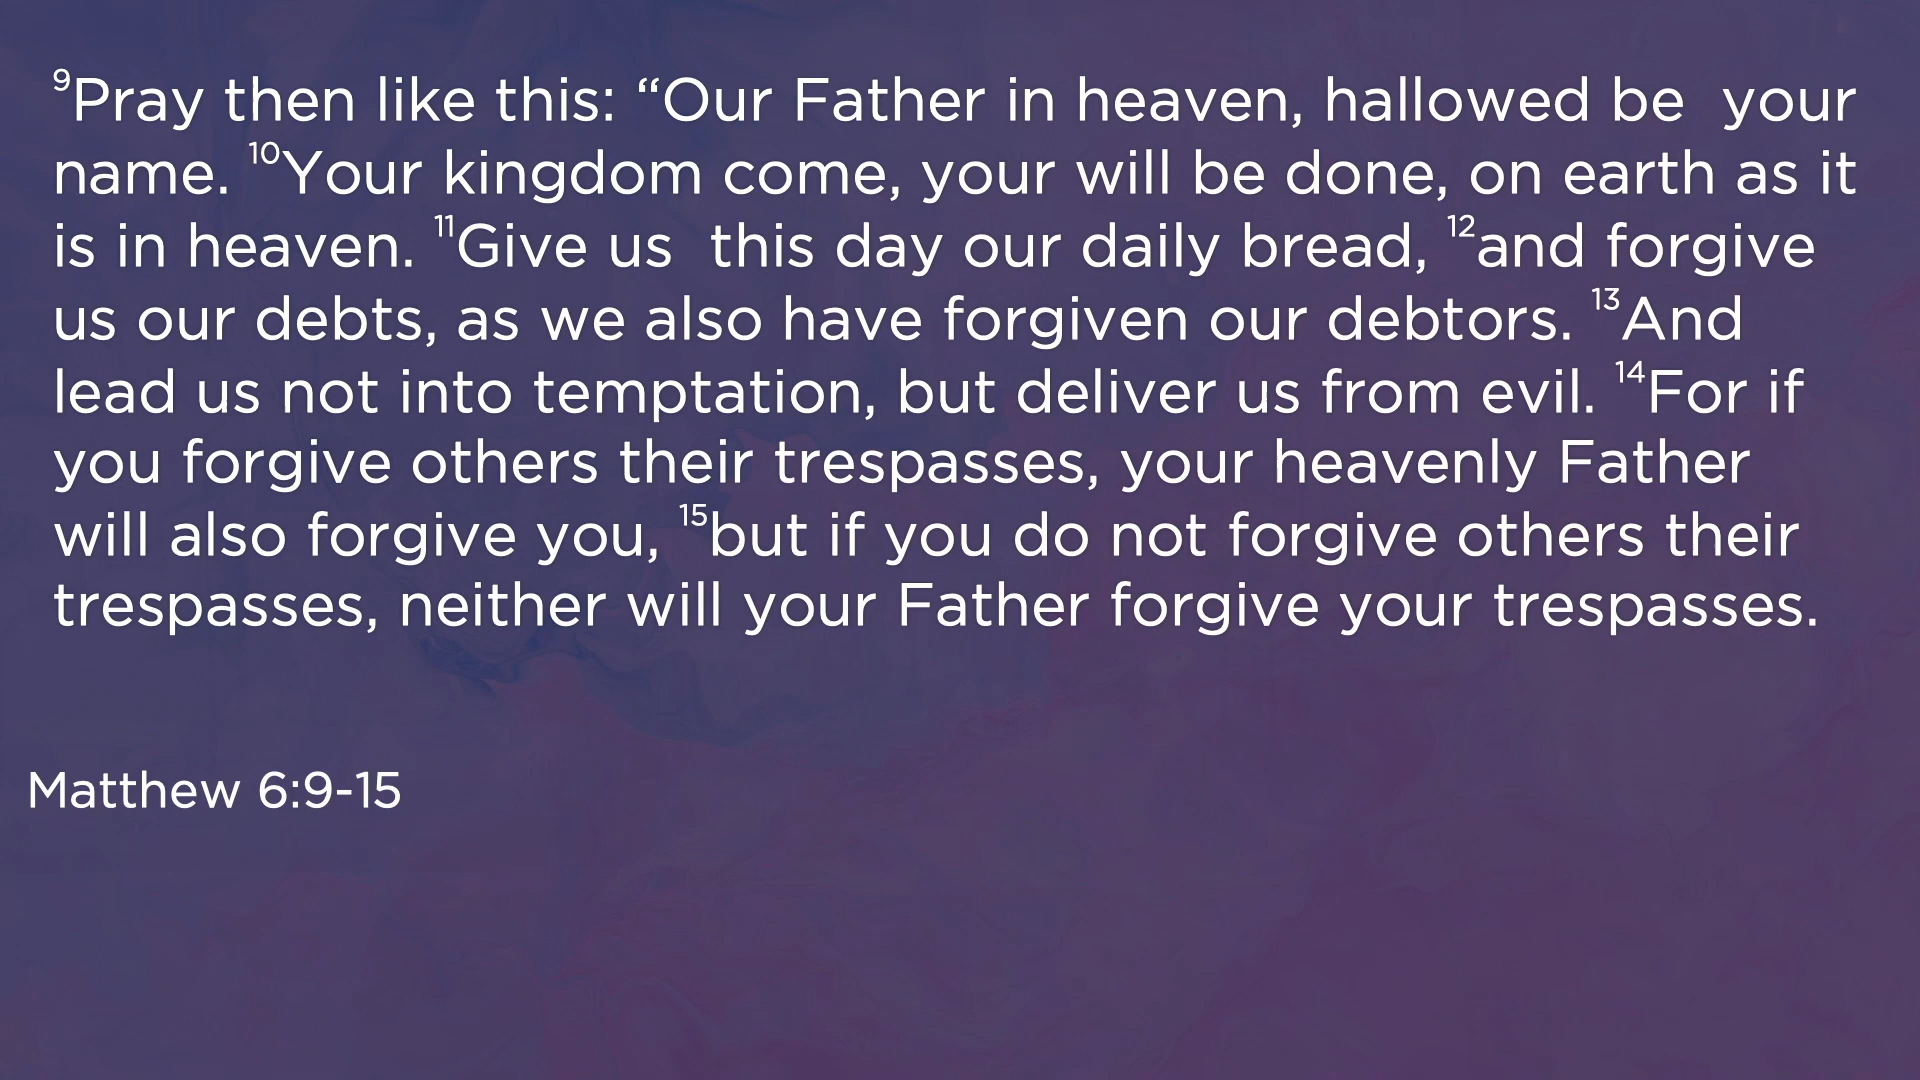 ⁹Pray then like this: “Our Father in heaven, hallowed be  your
name. ¹⁰Your kingdom come, your will be done, on earth as it
is in heaven. ¹¹Give us  this day our daily bread, ¹²and forgive
us our debts, as we also have forgiven our debtors. ¹³And
lead us not into temptation, but deliver us from evil. ¹⁴For if
you forgive others their trespasses, your heavenly Father
will also forgive you, ¹⁵but if you do not forgive others their
trespasses, neither will your Father forgive your trespasses.
Matthew 6:9-15